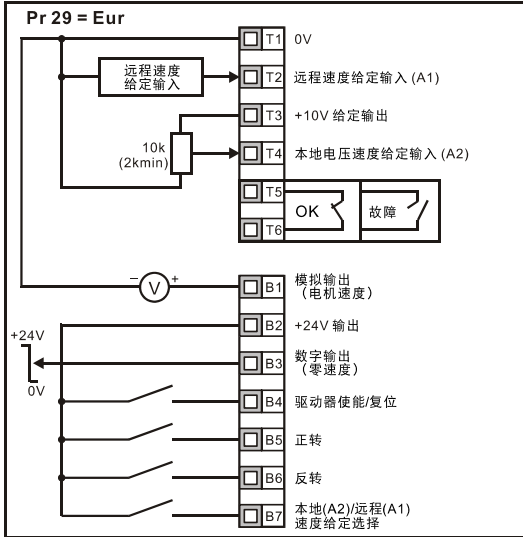 Pr 29 = Eur
T1 0V
远程速度
给定输入
T2 远程速度给定输入 (A1)
T3 +10V 给定输出
10k
(2kmin)
T4 本地电压速度给定输入 (A2)
T5
OK 故障
T6
− V +
B1 模拟输出
（电机速度）
B2 +24V 输出
+24V
0V
B3 数字输出
（零速度）
B4 驱动器使能/复位
B5 正转
B6 反转
B7 本地(A2)/远程(A1)
速度给定选择